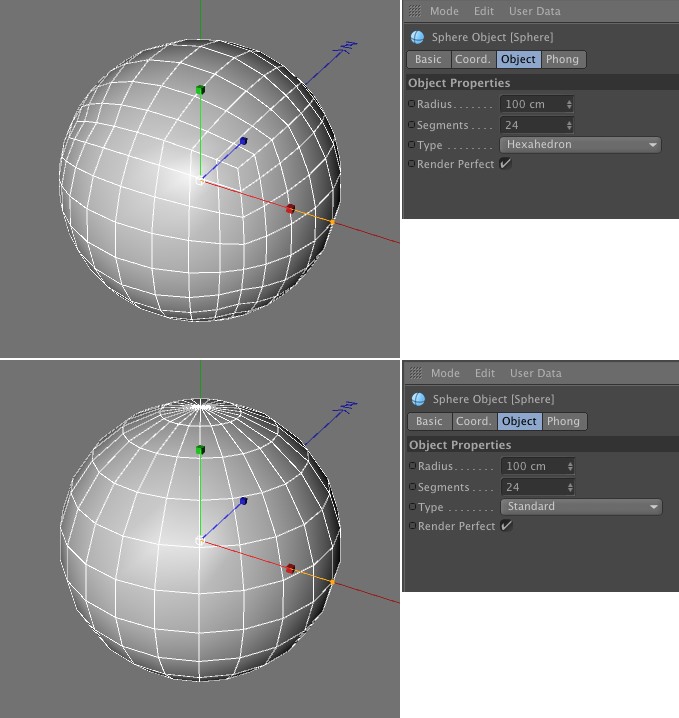 Mode Edit User Data
Sphere Object [Sphere]
Basic Coord. Object Phong
Object Properties
Radius....... 100 cm
Segments .... 24
Type ........ Hexahedron
Render Perfect
Mode Edit User Data
Sphere Object [Sphere]
Basic Coord. Object Phong
Object Properties
Radius....... 100 cm
Segments .... 24
Type ........ Standard
Render Perfect